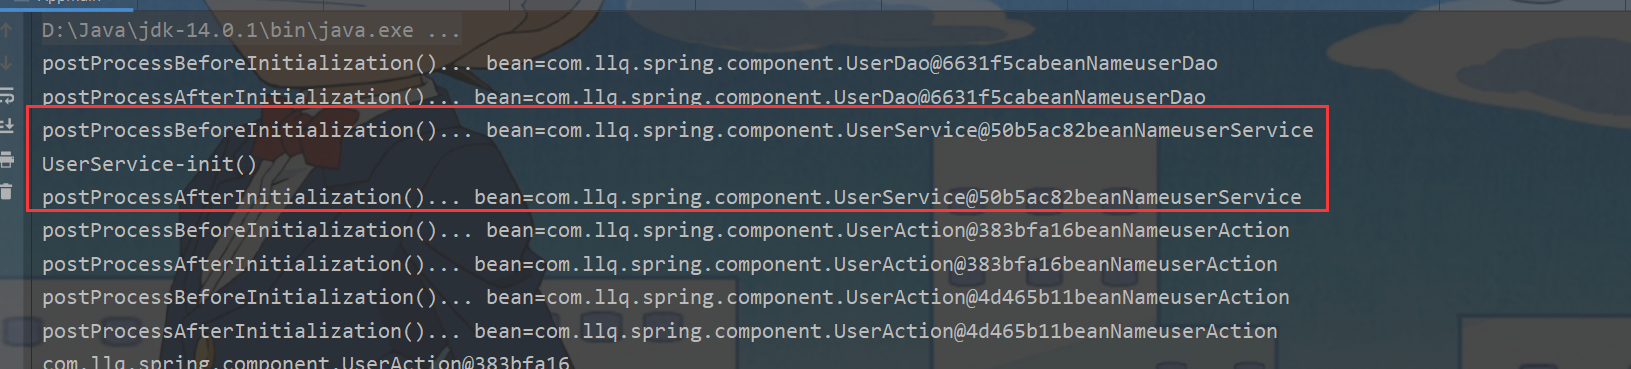 AppMain
D:\Java\jdk-14.0.1\bin\java.exe ...
postProcessBeforeInitialization()... bean=com.llq.spring.component.UserDao@6631f5cabeanNameuserDao
postProcessAfterInitialization()... bean=com.llq.spring.component.UserDao@6631f5cabeanNameuserDao
postProcessBeforeInitialization()... bean=com.llq.spring.component.UserService@50b5ac82beanNameuserService
UserService-init()
postProcessAfterInitialization()... bean=com.llq.spring.component.UserService@50b5ac82beanNameuserService
postProcessBeforeInitialization()... bean=com.llq.spring.component.UserAction@383bfa16beanNameuserAction
postProcessAfterInitialization()... bean=com.llq.spring.component.UserAction@383bfa16beanNameuserAction
postProcessBeforeInitialization()... bean=com.llq.spring.component.UserAction@4d465b11beanNameuserAction
postProcessAfterInitialization()... bean=com.llq.spring.component.UserAction@4d465b11beanNameuserAction
com.llq.spring.component.UserAction@383bfa16